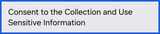 Consent to the Collection and Use
Sensitive Information